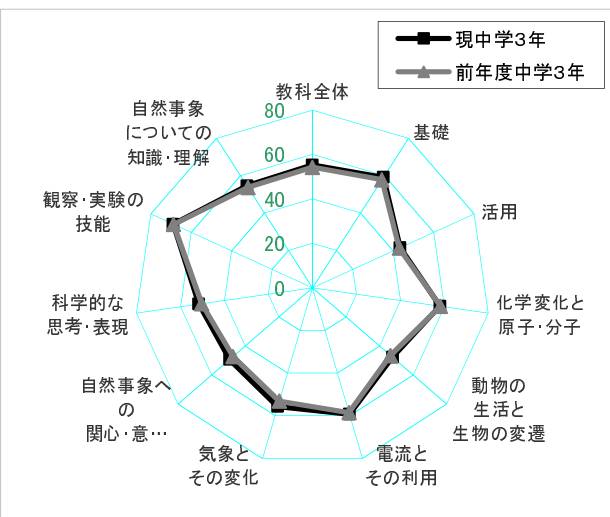 現中学3年
前年度中学3年
教科全体
基礎
活用
化学変化と
原子・分子
動物の
生活と
生物の変遷
電流と
その利用
気象と
その変化
自然事象へ
の
関心・意…
科学的な
思考・表現
観察・実験の
技能
自然事象
についての
知識・理解
80
60
40
20
0